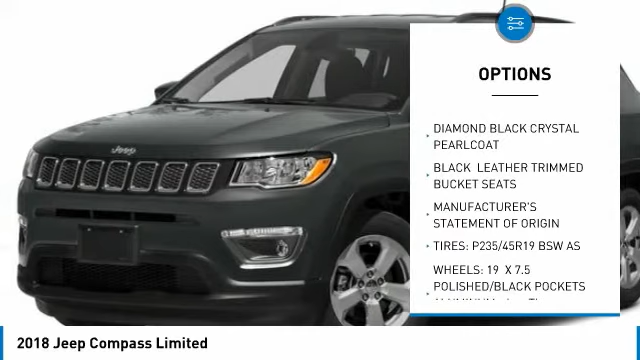 OPTIONS
DIAMOND BLACK CRYSTAL
PEARLCOAT
BLACK LEATHER TRIMMED
BUCKET SEATS
MANUFACTURER'S
STATEMENT OF ORIGIN
TIRES: P235/45R19 BSW AS
WHEELS: 19 X 7.5
POLISHED/BLACK POCKETS
Jeep
2018 Jeep Compass Limited